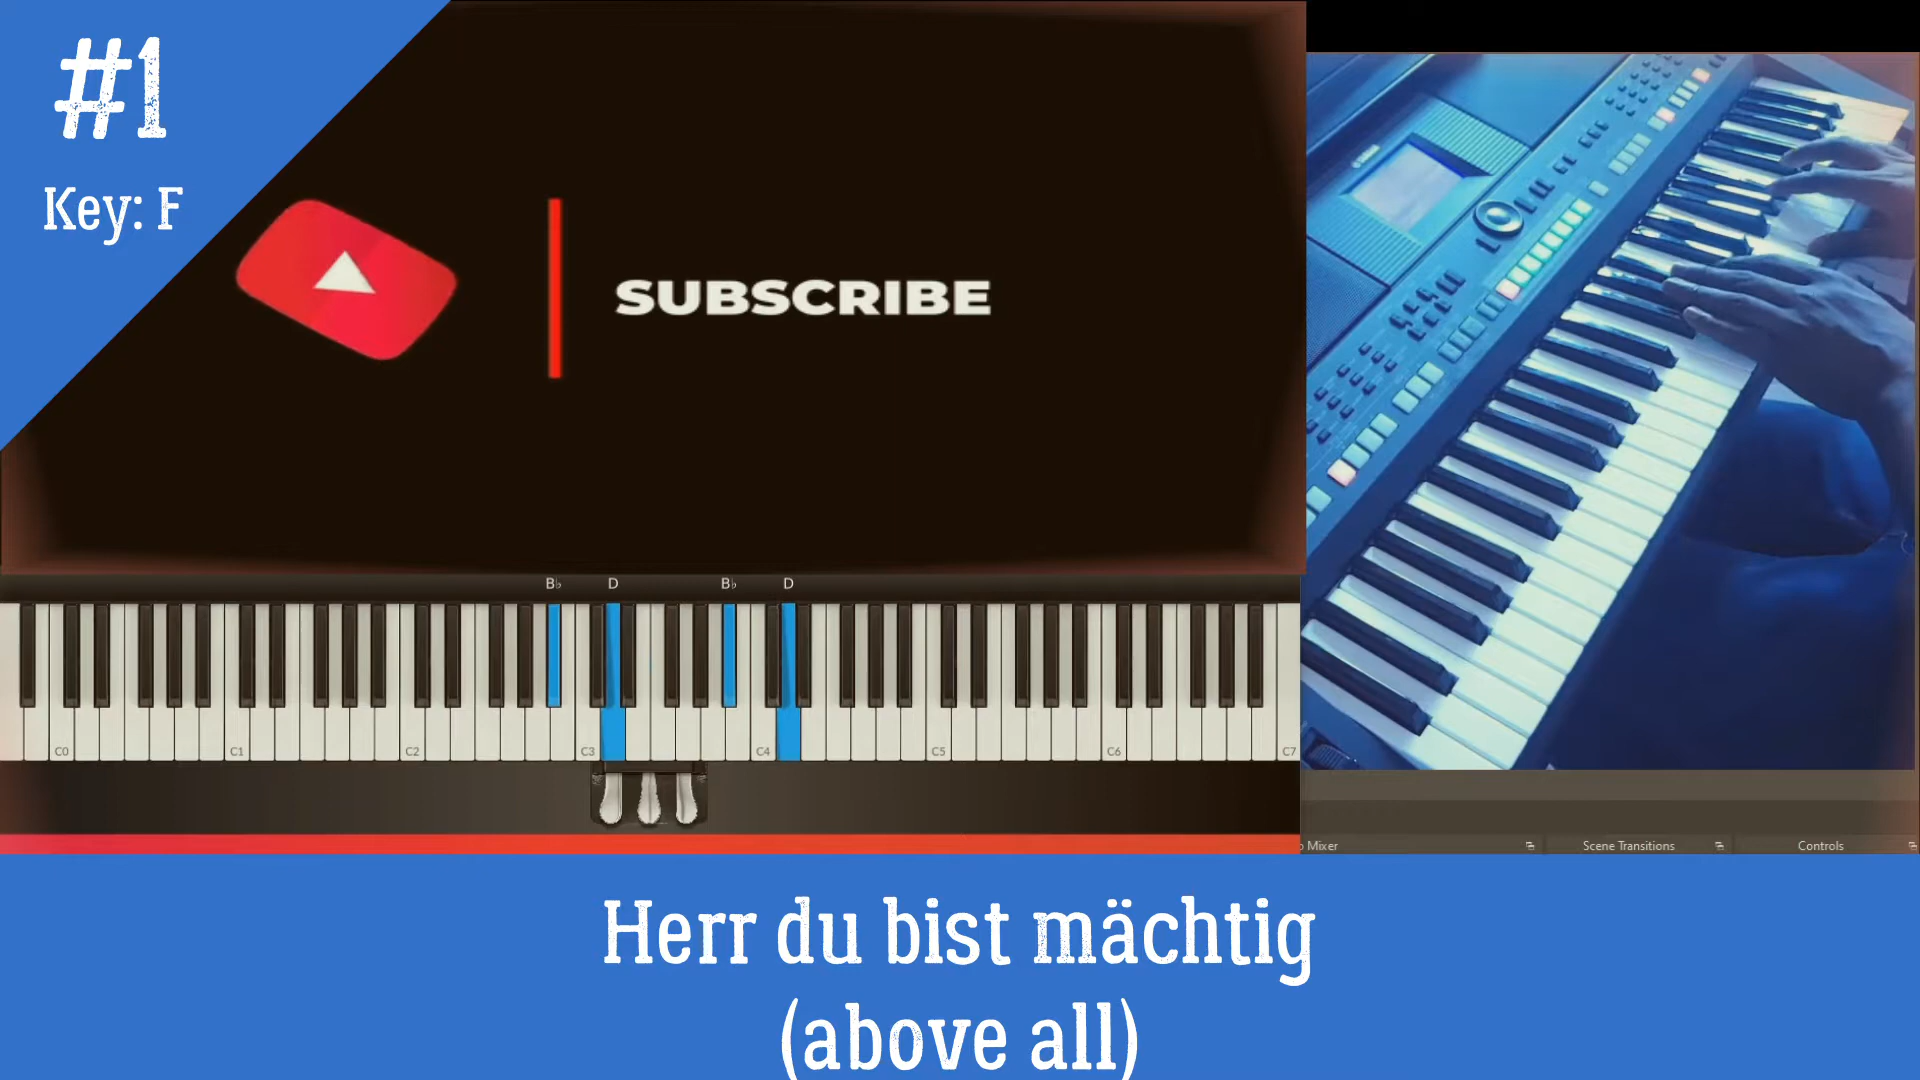 #1
Key: F
SUBSCRIBE
B♭ D B♭ D
C0 C1 C2 C3 C4 C5 C6 C7
o Mixer Scene Transitions Controls
Herr du bist mächtig
(above all)